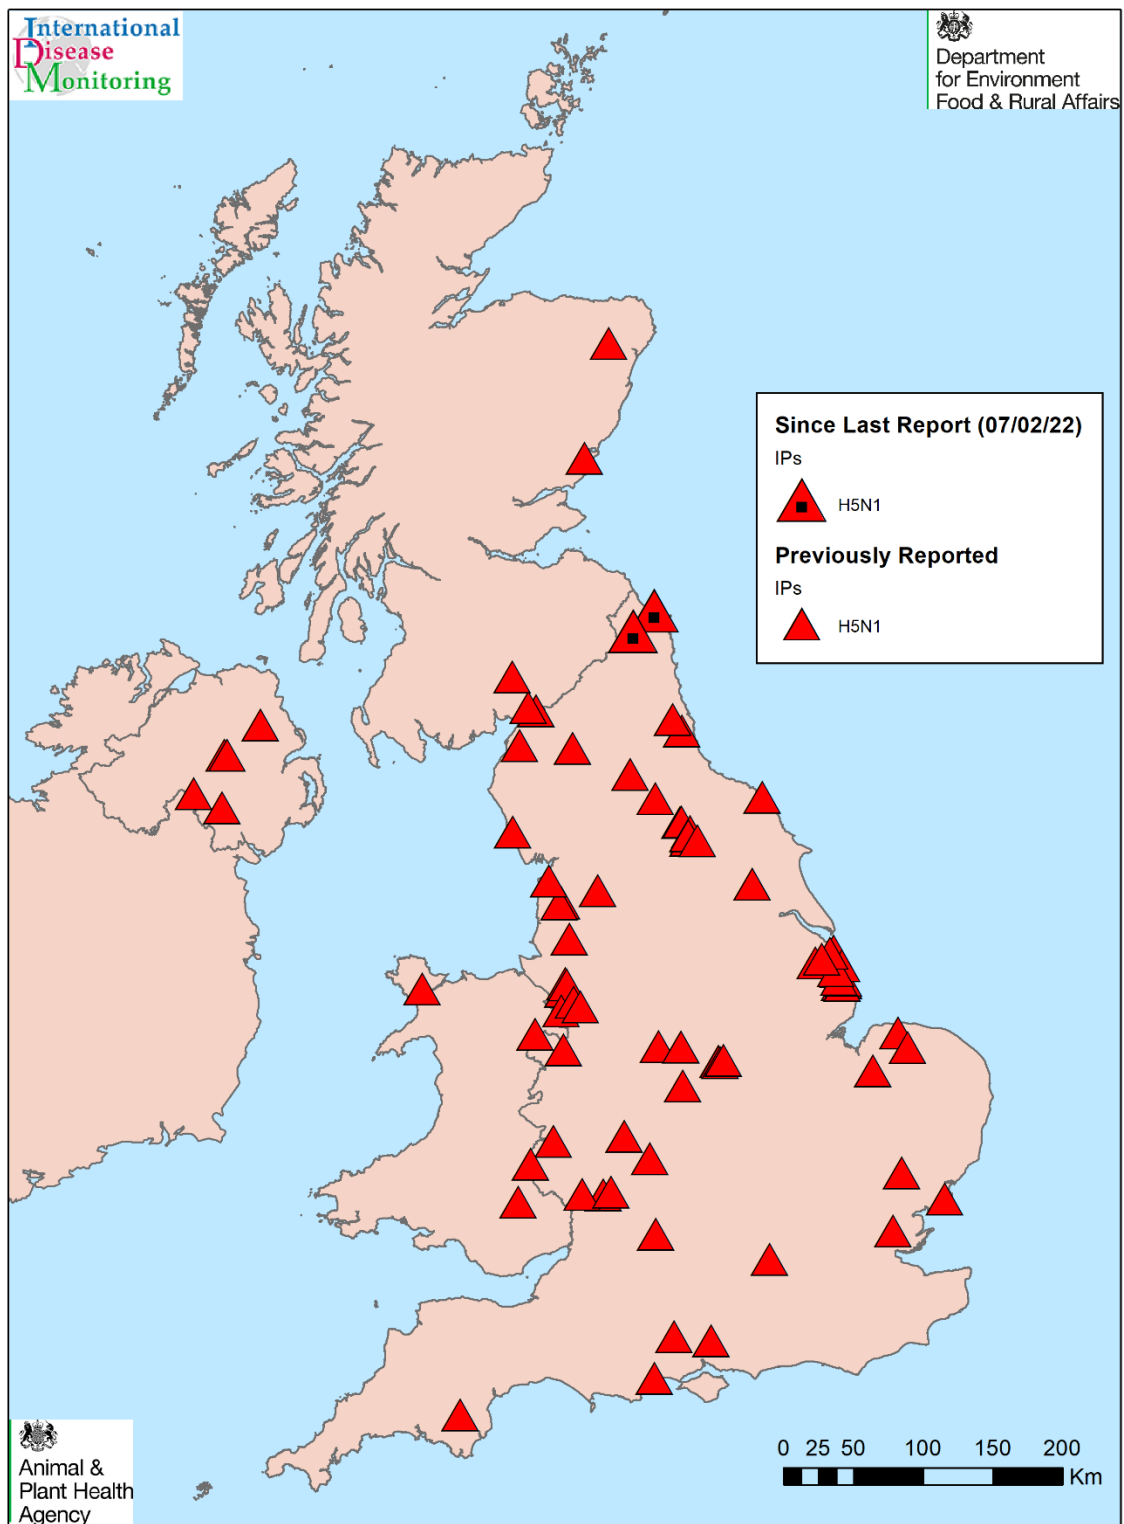 International
Disease
Monitoring
Department
for Environment
Food & Rural Affairs
Since Last Report (07/02/22)
IPs
H5N1
Previously Reported
IPs
H5N1
0 25 50 100 150 200
Km
Animal &
Plant Health
Agency